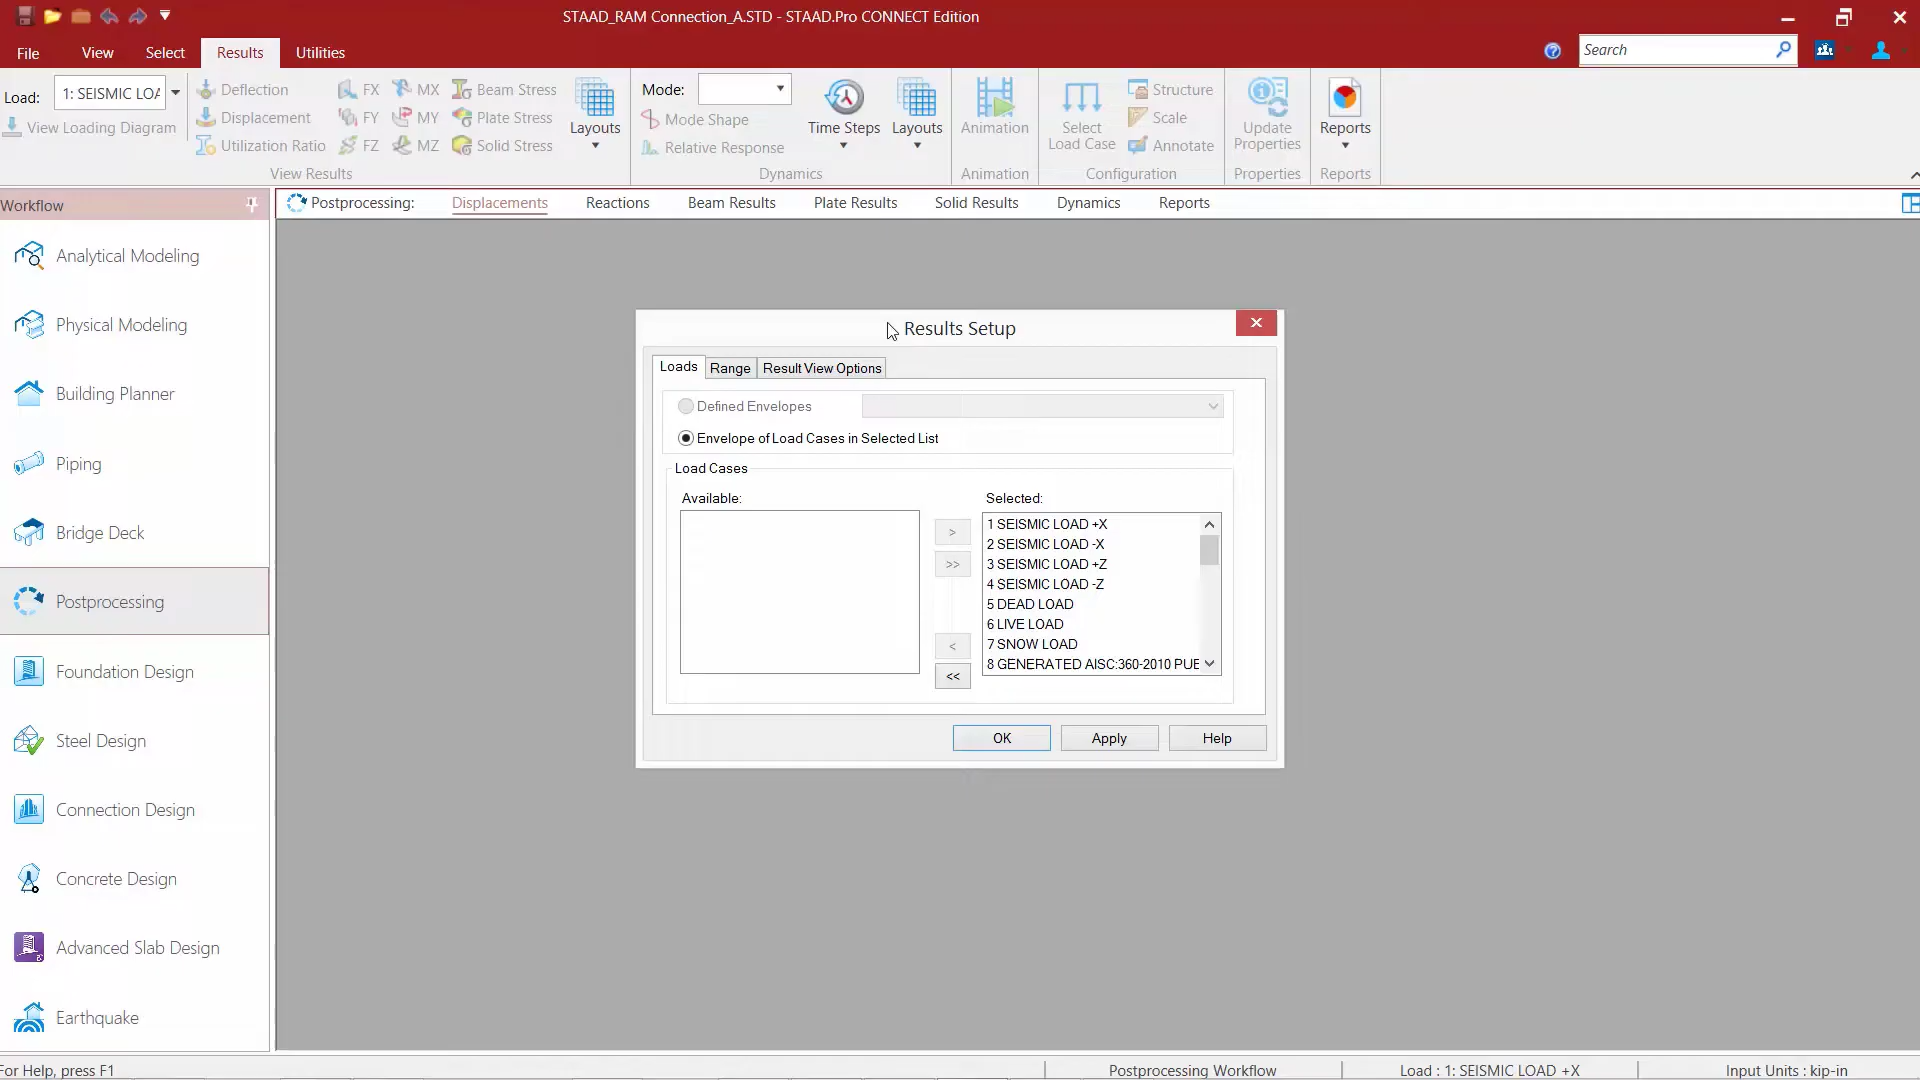 STAAD_RAM Connection_A.STD - STAAD.Pro CONNECT Edition
File
View
Select
Results
Utilities
Search
Load:
1: SEISMIC LOA
View Loading Diagram
Deflection
Displacement
Utilization Ratio
FX
FY
FZ
MX
MY
MZ
Beam Stress
Plate Stress
Solid Stress
Layouts
View Results
Mode:
Mode Shape
Relative Response
Time Steps
Layouts
Dynamics
Animation
Animation
Select
Load Case
Structure
Scale
Annotate
Configuration
Update
Properties
Properties
Reports
Reports
Workflow
Postprocessing:
Displacements
Reactions
Beam Results
Plate Results
Solid Results
Dynamics
Reports
Analytical Modeling
Physical Modeling
Building Planner
Piping
Bridge Deck
Postprocessing
Foundation Design
Steel Design
Connection Design
Concrete Design
Advanced Slab Design
Earthquake
Results Setup
Loads
Range
Result View Options
Defined Envelopes
Envelope of Load Cases in Selected List
Load Cases
Available:
Selected:
>
>>
<
<<
1 SEISMIC LOAD +X
2 SEISMIC LOAD -X
3 SEISMIC LOAD +Z
4 SEISMIC LOAD -Z
5 DEAD LOAD
6 LIVE LOAD
7 SNOW LOAD
8 GENERATED AISC:360-2010 PUE
OK
Apply
Help
For Help, press F1
Postprocessing Workflow
Load : 1: SEISMIC LOAD +X
Input Units : kip-in